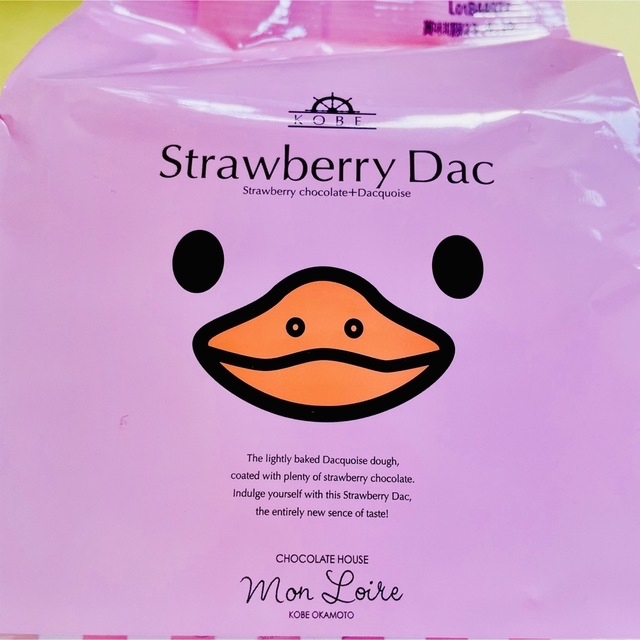 KOBE
Strawberry Dac
Strawberry chocolate+Dacquoise
The lightly baked Dacquoise dough,
coated with plenty of strawberry chocolate.
Indulge yourself with this Strawberry Dac,
the entirely new sence of taste!
CHOCOLATE HOUSE
Mon Loire
KOBE OKAMOTO